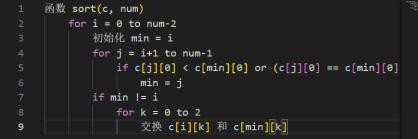 1 函数 sort(c, num)
2 for i = 0 to num-2
3 初始化 min = i
4 for j = i+1 to num-1
5 if c[j][0] < c[min][0] or (c[j][0] == c[min][0]
6 min = j
7 if min != i
8 for k = 0 to 2
9 交换 c[i][k] 和 c[min][k]